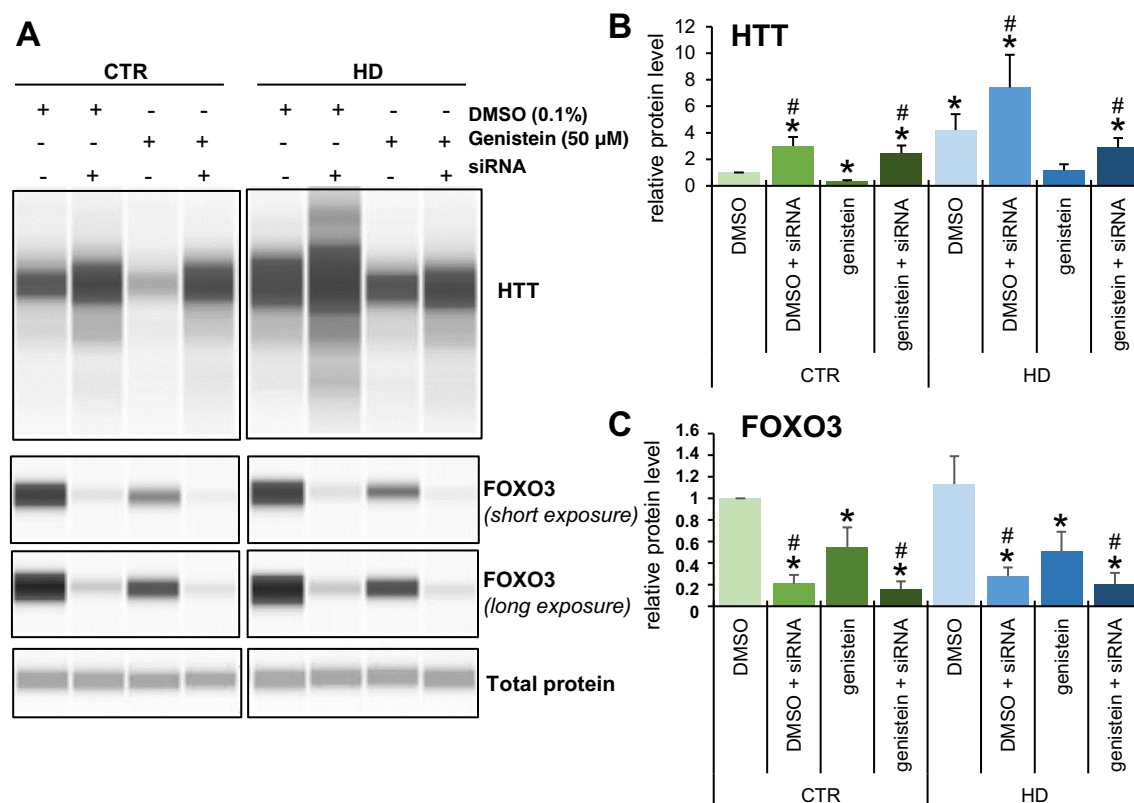 A
CTR HD
+ + - - + + - - DMSO (0.1%)
- - + + - - + + Genistein (50 µM)
- + - + - + - + siRNA
HTT
FOXO3
(short exposure)
FOXO3
(long exposure)
Total protein
B HTT
relative protein level
12
10
8
6
4
2
0
# # # #
* * * * * *
DMSO
DMSO + siRNA
genistein
genistein + siRNA
DMSO
DMSO + siRNA
genistein
genistein + siRNA
CTR HD
C FOXO3
relative protein level
1.6
1.4
1.2
1
0.8
0.6
0.4
0.2
0
# # # #
* * * * * *
DMSO
DMSO + siRNA
genistein
genistein + siRNA
DMSO
DMSO + siRNA
genistein
genistein + siRNA
CTR HD